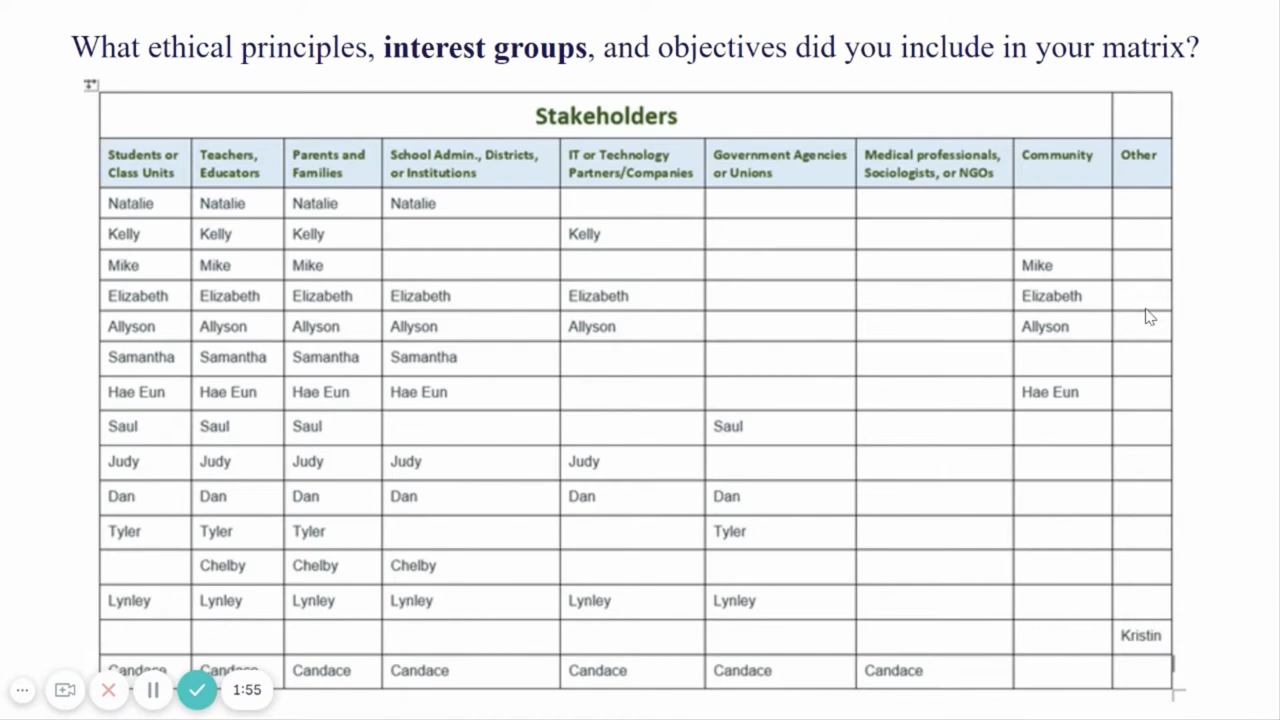 What ethical principles, interest groups, and objectives did you include in your matrix?
Stakeholders
Students or Class Units Teachers, Educators Parents and Families School Admin., Districts, or Institutions IT or Technology Partners/Companies Government Agencies or Unions Medical professionals, Sociologists, or NGOs Community Other
Natalie Natalie Natalie Natalie
Kelly Kelly Kelly Kelly
Mike Mike Mike Mike
Elizabeth Elizabeth Elizabeth Elizabeth Elizabeth Elizabeth
Allyson Allyson Allyson Allyson Allyson Allyson
Samantha Samantha Samantha Samantha
Hae Eun Hae Eun Hae Eun Hae Eun Hae Eun
Saul Saul Saul Saul
Judy Judy Judy Judy Judy
Dan Dan Dan Dan Dan Dan
Tyler Tyler Tyler Tyler
Chelby Chelby Chelby
Lynley Lynley Lynley Lynley Lynley Lynley
Kristin
Candace Candace Candace Candace Candace Candace Candace
1:55